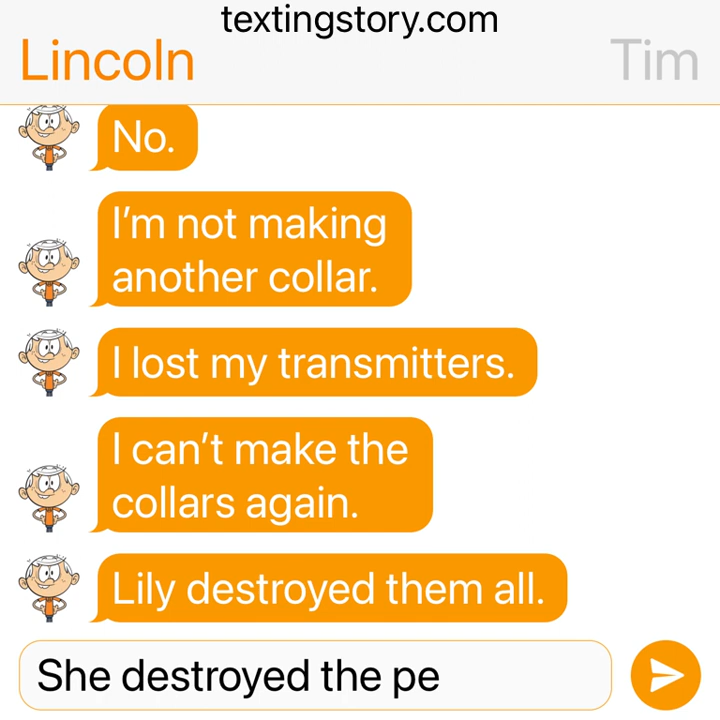 textingstory.com
Lincoln
Tim
No.
I'm not making
another collar.
I lost my transmitters.
I can't make the
collars again.
Lily destroyed them all.
She destroyed the pe